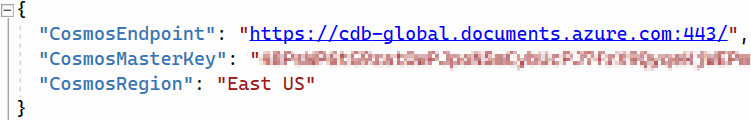 {
"CosmosEndpoint": "https://cdb-global.documents.azure.com:443/",
"CosmosMasterKey": "
"CosmosRegion": "East US"
}